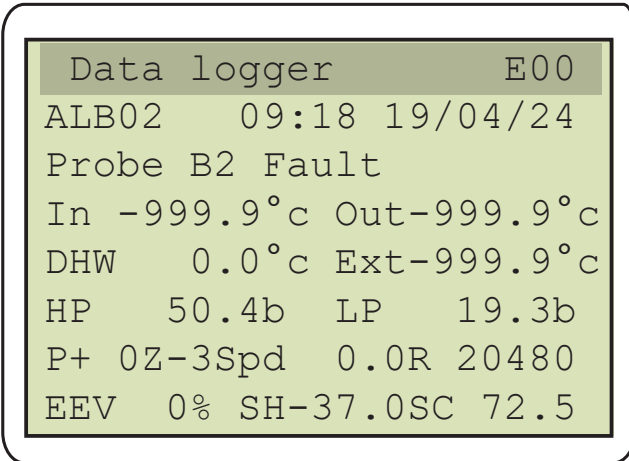 Data logger E00
ALB02 09:18 19/04/24
Probe B2 Fault
In -999.9°c Out-999.9°c
DHW 0.0°c Ext-999.9°c
HP 50.4b LP 19.3b
P+ 0Z-3Spd 0.0R 20480
EEV 0% SH-37.0SC 72.5